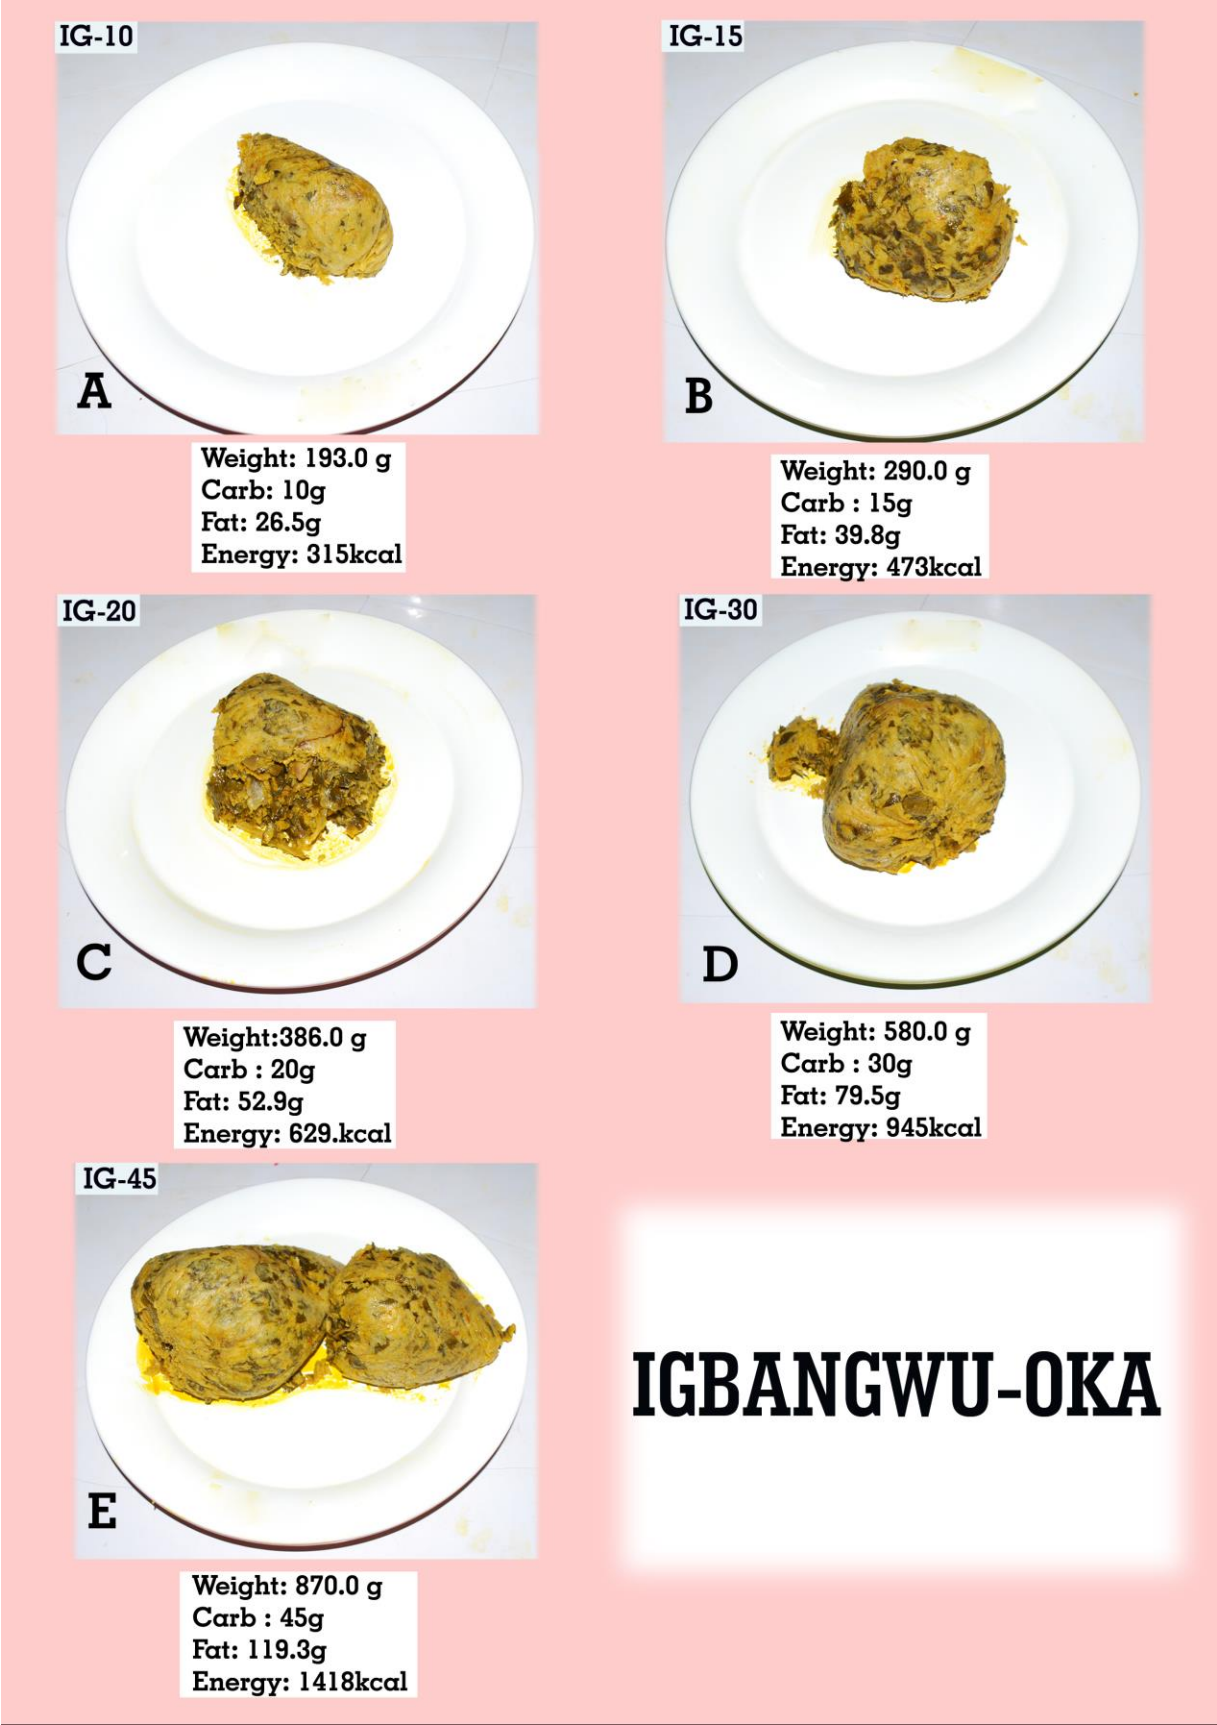 IG-10
A
Weight: 193.0 g
Carb: 10g
Fat: 26.5g
Energy: 315kcal
IG-15
B
Weight: 290.0 g
Carb : 15g
Fat: 39.8g
Energy: 473kcal
IG-20
C
Weight:386.0 g
Carb : 20g
Fat: 52.9g
Energy: 629.kcal
IG-30
D
Weight: 580.0 g
Carb : 30g
Fat: 79.5g
Energy: 945kcal
IG-45
E
Weight: 870.0 g
Carb : 45g
Fat: 119.3g
Energy: 1418kcal
IGBANGWU-OKA